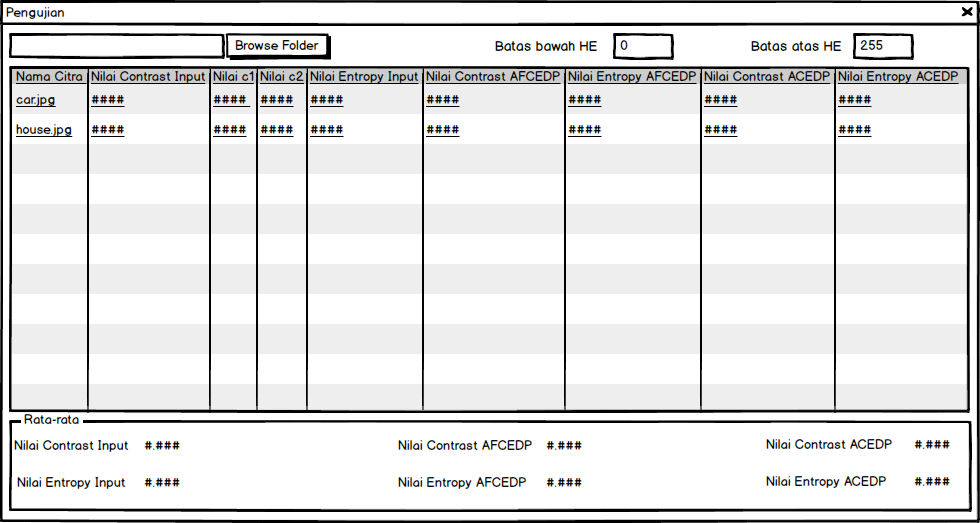 Pengujian
Browse Folder Batas bawah HE 0 Batas atas HE 255
Nama Citra Nilai Contrast Input Nilai c1 Nilai c2 Nilai Entropy Input Nilai Contrast AFCEDP Nilai Entropy AFCEDP Nilai Contrast ACEDP Nilai Entropy ACEDP
car.jpg #### #### #### #### #### #### #### ####
house.jpg #### #### #### #### #### #### #### ####
Rata-rata
Nilai Contrast Input #.### Nilai Contrast AFCEDP #.### Nilai Contrast ACEDP #.###
Nilai Entropy Input #.### Nilai Entropy AFCEDP #.### Nilai Entropy ACEDP #.###